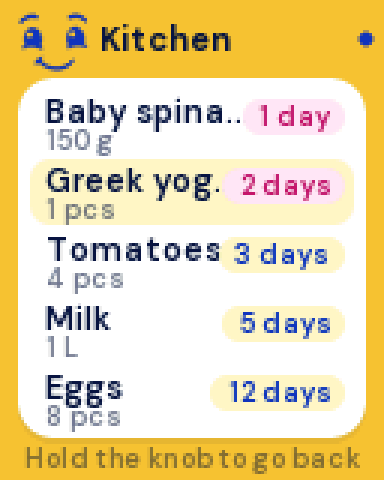 Kitchen
Baby spina.. 1 day
150 g
Greek yog. 2 days
1 pcs
Tomatoes 3 days
4 pcs
Milk 5 days
1 L
Eggs 12 days
8 pcs
Hold the knob to go back